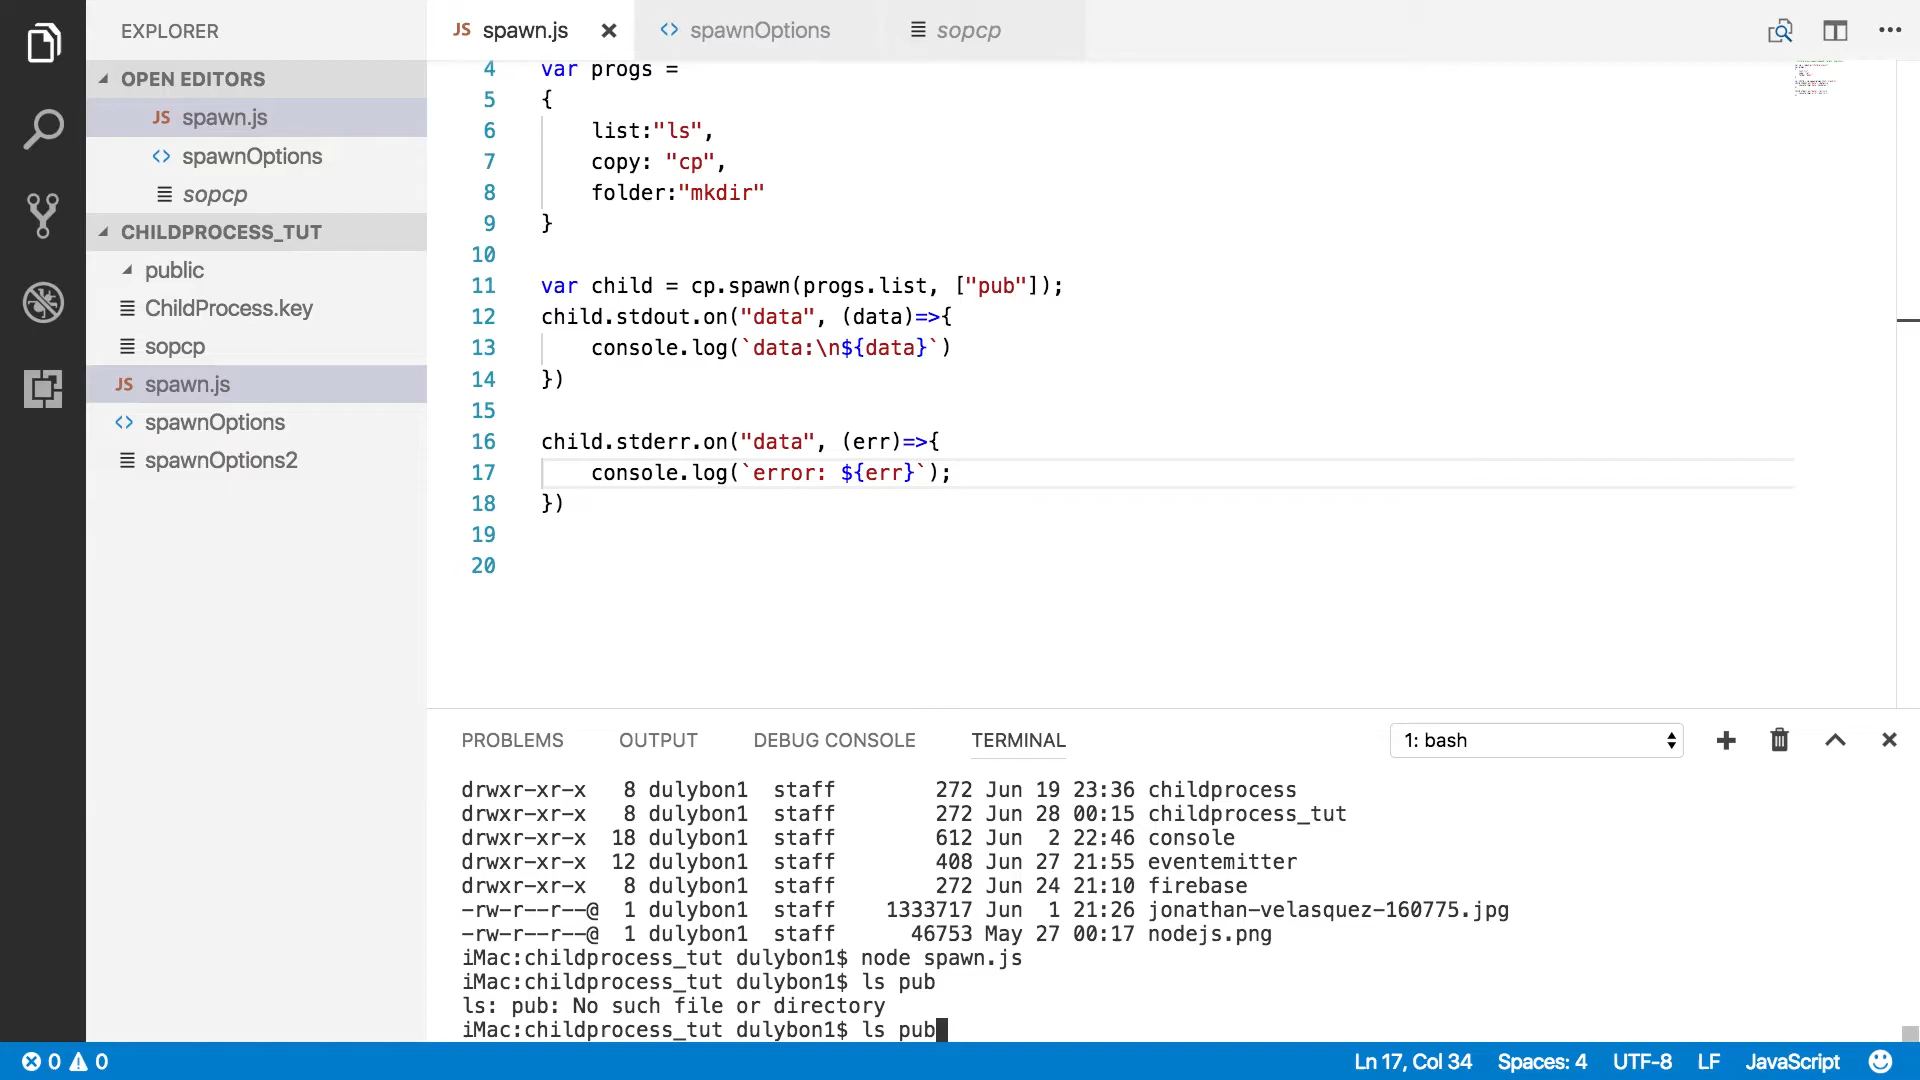 EXPLORER
OPEN EDITORS
JS spawn.js
<> spawnOptions
sopcp
CHILDPROCESS_TUT
public
ChildProcess.key
sopcp
JS spawn.js
<> spawnOptions
spawnOptions2
JS spawn.js
<> spawnOptions
sopcp
4 var progs =
5 {
6 list:"ls",
7 copy: "cp",
8 folder:"mkdir"
9 }
10
11 var child = cp.spawn(progs.list, ["pub"]);
12 child.stdout.on("data", (data)=>{
13 console.log(`data:\n${data}`)
14 })
15
16 child.stderr.on("data", (err)=>{
17 console.log(`error: ${err}`);
18 })
19
20
PROBLEMS OUTPUT DEBUG CONSOLE TERMINAL 1: bash
drwxr-xr-x 8 dulybon1 staff 272 Jun 19 23:36 childprocess
drwxr-xr-x 8 dulybon1 staff 272 Jun 28 00:15 childprocess_tut
drwxr-xr-x 18 dulybon1 staff 612 Jun 2 22:46 console
drwxr-xr-x 12 dulybon1 staff 408 Jun 27 21:55 eventemitter
drwxr-xr-x 8 dulybon1 staff 272 Jun 24 21:10 firebase
-rw-r--r--@ 1 dulybon1 staff 1333717 Jun 1 21:26 jonathan-velasquez-160775.jpg
-rw-r--r--@ 1 dulybon1 staff 46753 May 27 00:17 nodejs.png
iMac:childprocess_tut dulybon1$ node spawn.js
iMac:childprocess_tut dulybon1$ ls pub
ls: pub: No such file or directory
iMac:childprocess_tut dulybon1$ ls pub
0 0 Ln 17, Col 34 Spaces: 4 UTF-8 LF JavaScript